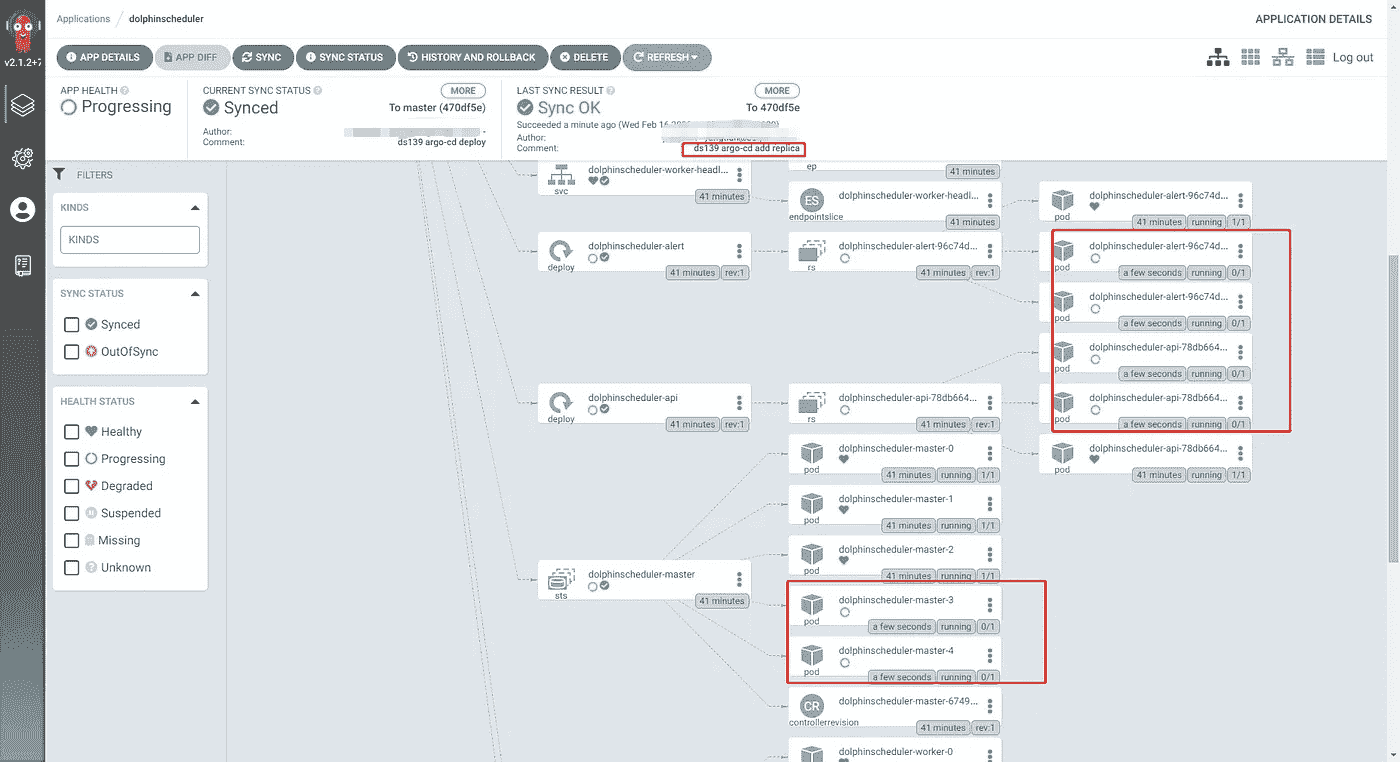 Applications / dolphinscheduler
APPLICATION DETAILS
v2.1.2+7
APP DETAILS
APP DIFF
SYNC
SYNC STATUS
HISTORY AND ROLLBACK
DELETE
REFRESH
Log out
APP HEALTH
Progressing
CURRENT SYNC STATUS
MORE
Synced
To master (470df5e)
Author:
Comment:
ds139 argo-cd deploy
LAST SYNC RESULT
MORE
Sync OK
To 470df5e
Succeeded a minute ago (Wed Feb 16
Author:
Comment:
ds139 argo-cd add replica
FILTERS
KINDS
KINDS
SYNC STATUS
Synced
OutOfSync
HEALTH STATUS
Healthy
Progressing
Degraded
Suspended
Missing
Unknown
dolphinscheduler-worker-headl...
svc
41 minutes
dolphinscheduler-alert
deploy
41 minutes rev:1
dolphinscheduler-api
deploy
41 minutes rev:1
dolphinscheduler-master
sts
41 minutes
ep
41 minutes
ES
dolphinscheduler-worker-headl...
endpointslice
41 minutes
dolphinscheduler-alert-96c74d...
rs
41 minutes rev:1
dolphinscheduler-api-78db664...
rs
41 minutes rev:1
dolphinscheduler-master-0
pod
41 minutes running 1/1
dolphinscheduler-master-1
pod
41 minutes running 1/1
dolphinscheduler-master-2
pod
41 minutes running 1/1
dolphinscheduler-master-3
pod
a few seconds running 0/1
dolphinscheduler-master-4
pod
a few seconds running 0/1
CR
dolphinscheduler-master-6749...
controllerrevision
41 minutes rev:1
dolphinscheduler-worker-0
dolphinscheduler-alert-96c74d...
pod
41 minutes running 1/1
dolphinscheduler-alert-96c74d...
pod
a few seconds running 0/1
dolphinscheduler-alert-96c74d...
pod
a few seconds running 0/1
dolphinscheduler-api-78db664...
pod
a few seconds running 0/1
dolphinscheduler-api-78db664...
pod
a few seconds running 0/1
dolphinscheduler-api-78db664...
pod
41 minutes running 1/1